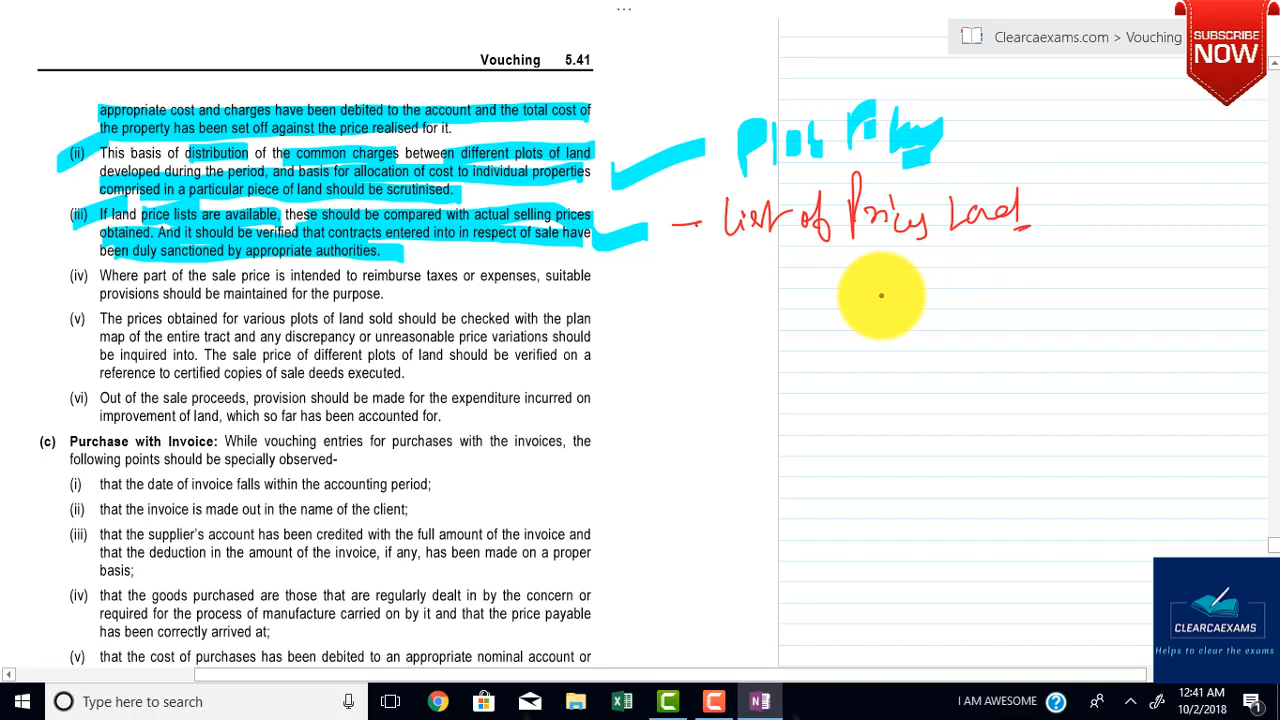 Clearcaexams.com > Vouching
SUBSCRIBE
NOW
Vouching 5.41
appropriate cost and charges have been debited to the account and the total cost of
the property has been set off against the price realised for it.
(ii) This basis of distribution of the common charges between different plots of land
developed during the period, and basis for allocation of cost to individual properties
comprised in a particular piece of land should be scrutinised.
(iii) If land price lists are available, these should be compared with actual selling prices
obtained. And it should be verified that contracts entered into in respect of sale have
been duly sanctioned by appropriate authorities.
(iv) Where part of the sale price is intended to reimburse taxes or expenses, suitable
provisions should be maintained for the purpose.
(v) The prices obtained for various plots of land sold should be checked with the plan
map of the entire tract and any discrepancy or unreasonable price variations should
be inquired into. The sale price of different plots of land should be verified on a
reference to certified copies of sale deeds executed.
(vi) Out of the sale proceeds, provision should be made for the expenditure incurred on
improvement of land, which so far has been accounted for.
(c) Purchase with Invoice: While vouching entries for purchases with the invoices, the
following points should be specially observed-
(i) that the date of invoice falls within the accounting period;
(ii) that the invoice is made out in the name of the client;
(iii) that the supplier's account has been credited with the full amount of the invoice and
that the deduction in the amount of the invoice, if any, has been made on a proper
basis;
(iv) that the goods purchased are those that are regularly dealt in by the concern or
required for the process of manufacture carried on by it and that the price payable
has been correctly arrived at;
(v) that the cost of purchases has been debited to an appropriate nominal account or
Plot
- List of Prices Land
CLEARCAEXAMS
Helps to clear the exams
Type here to search
I AM AWESOME
12:41 AM
10/2/2018
1